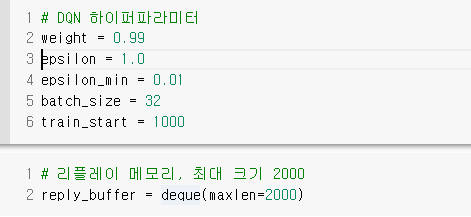 1 # DQN 하이퍼파라미터
2 weight = 0.99
3 epsilon = 1.0
4 epsilon_min = 0.01
5 batch_size = 32
6 train_start = 1000
1 # 리플레이 메모리, 최대 크기 2000
2 reply_buffer = deque(maxlen=2000)